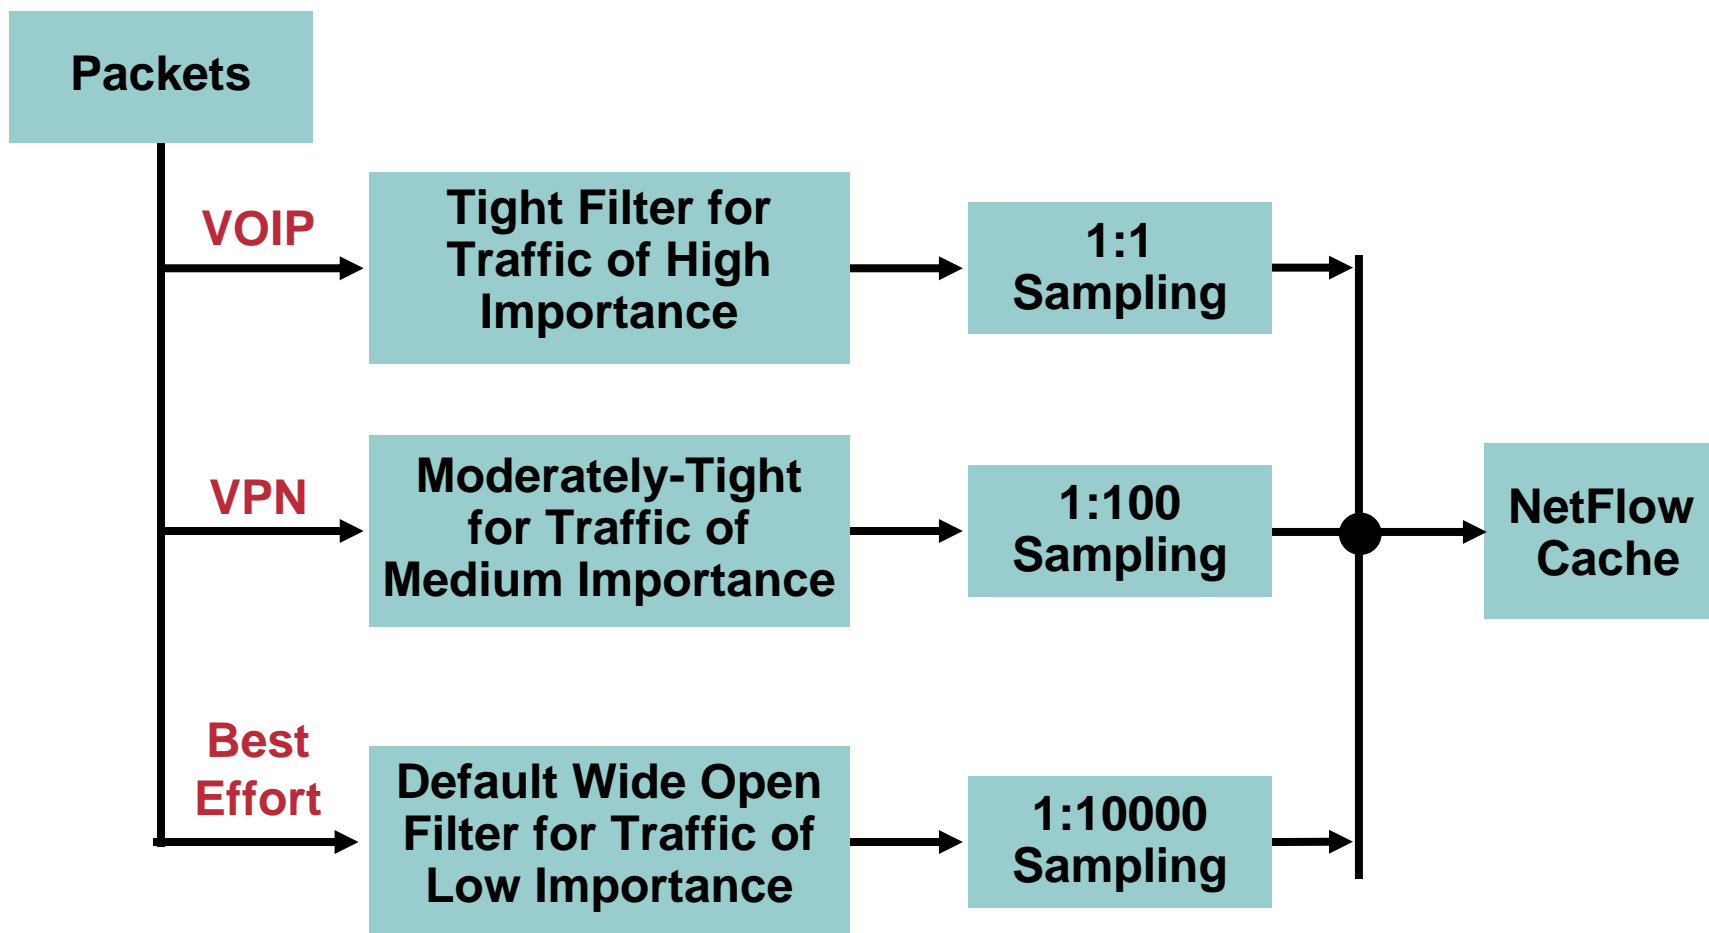 Packets
VOIP
Tight Filter for
Traffic of High
Importance
1:1
Sampling
VPN
Moderately-Tight
for Traffic of
Medium Importance
1:100
Sampling
NetFlow
Cache
Best
Effort
Default Wide Open
Filter for Traffic of
Low Importance
1:10000
Sampling